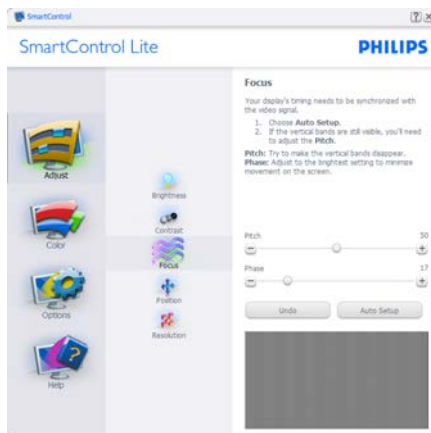 SmartControl
SmartControl Lite
PHILIPS
Adjust
Color
Options
Help
Brightness
Contrast
Focus
Position
Resolution
Focus
Your display's timing needs to be synchronized with
the video signal.
1. Choose Auto Setup.
2. If the vertical bands are still visible, you'll need
to adjust the Pitch.
Pitch: Try to make the vertical bands disappear.
Phase: Adjust to the brightest setting to minimize
movement on the screen.
Pitch 50
Phase 17
Undo Auto Setup